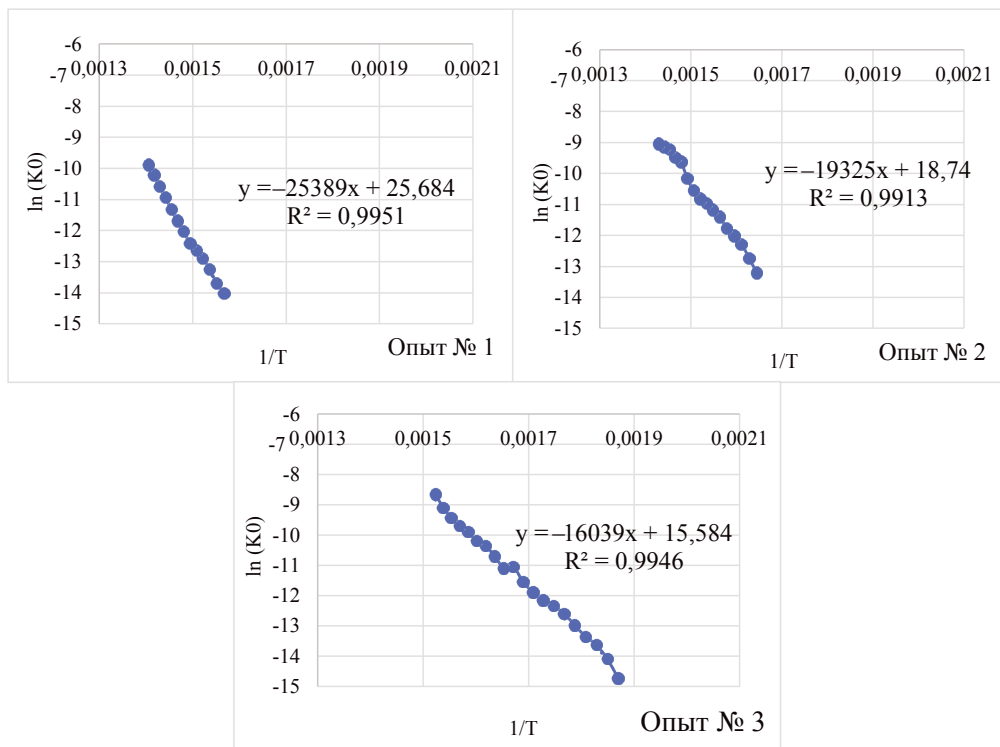 -6
-7 0,0013 0,0015 0,0017 0,0019 0,0021
-8
-9
-10
-11
-12
-13
-14
-15
ln (K0)
y =–25389x + 25,684
R² = 0,9951
1/T
Опыт № 1
-6
-7 0,0013 0,0015 0,0017 0,0019 0,0021
-8
-9
-10
-11
-12
-13
-14
-15
ln (K0)
y =–19325x + 18,74
R² = 0,9913
1/T
Опыт № 2
-6
-7 0,0013 0,0015 0,0017 0,0019 0,0021
-8
-9
-10
-11
-12
-13
-14
-15
ln (K0)
y =–16039x + 15,584
R² = 0,9946
1/T
Опыт № 3